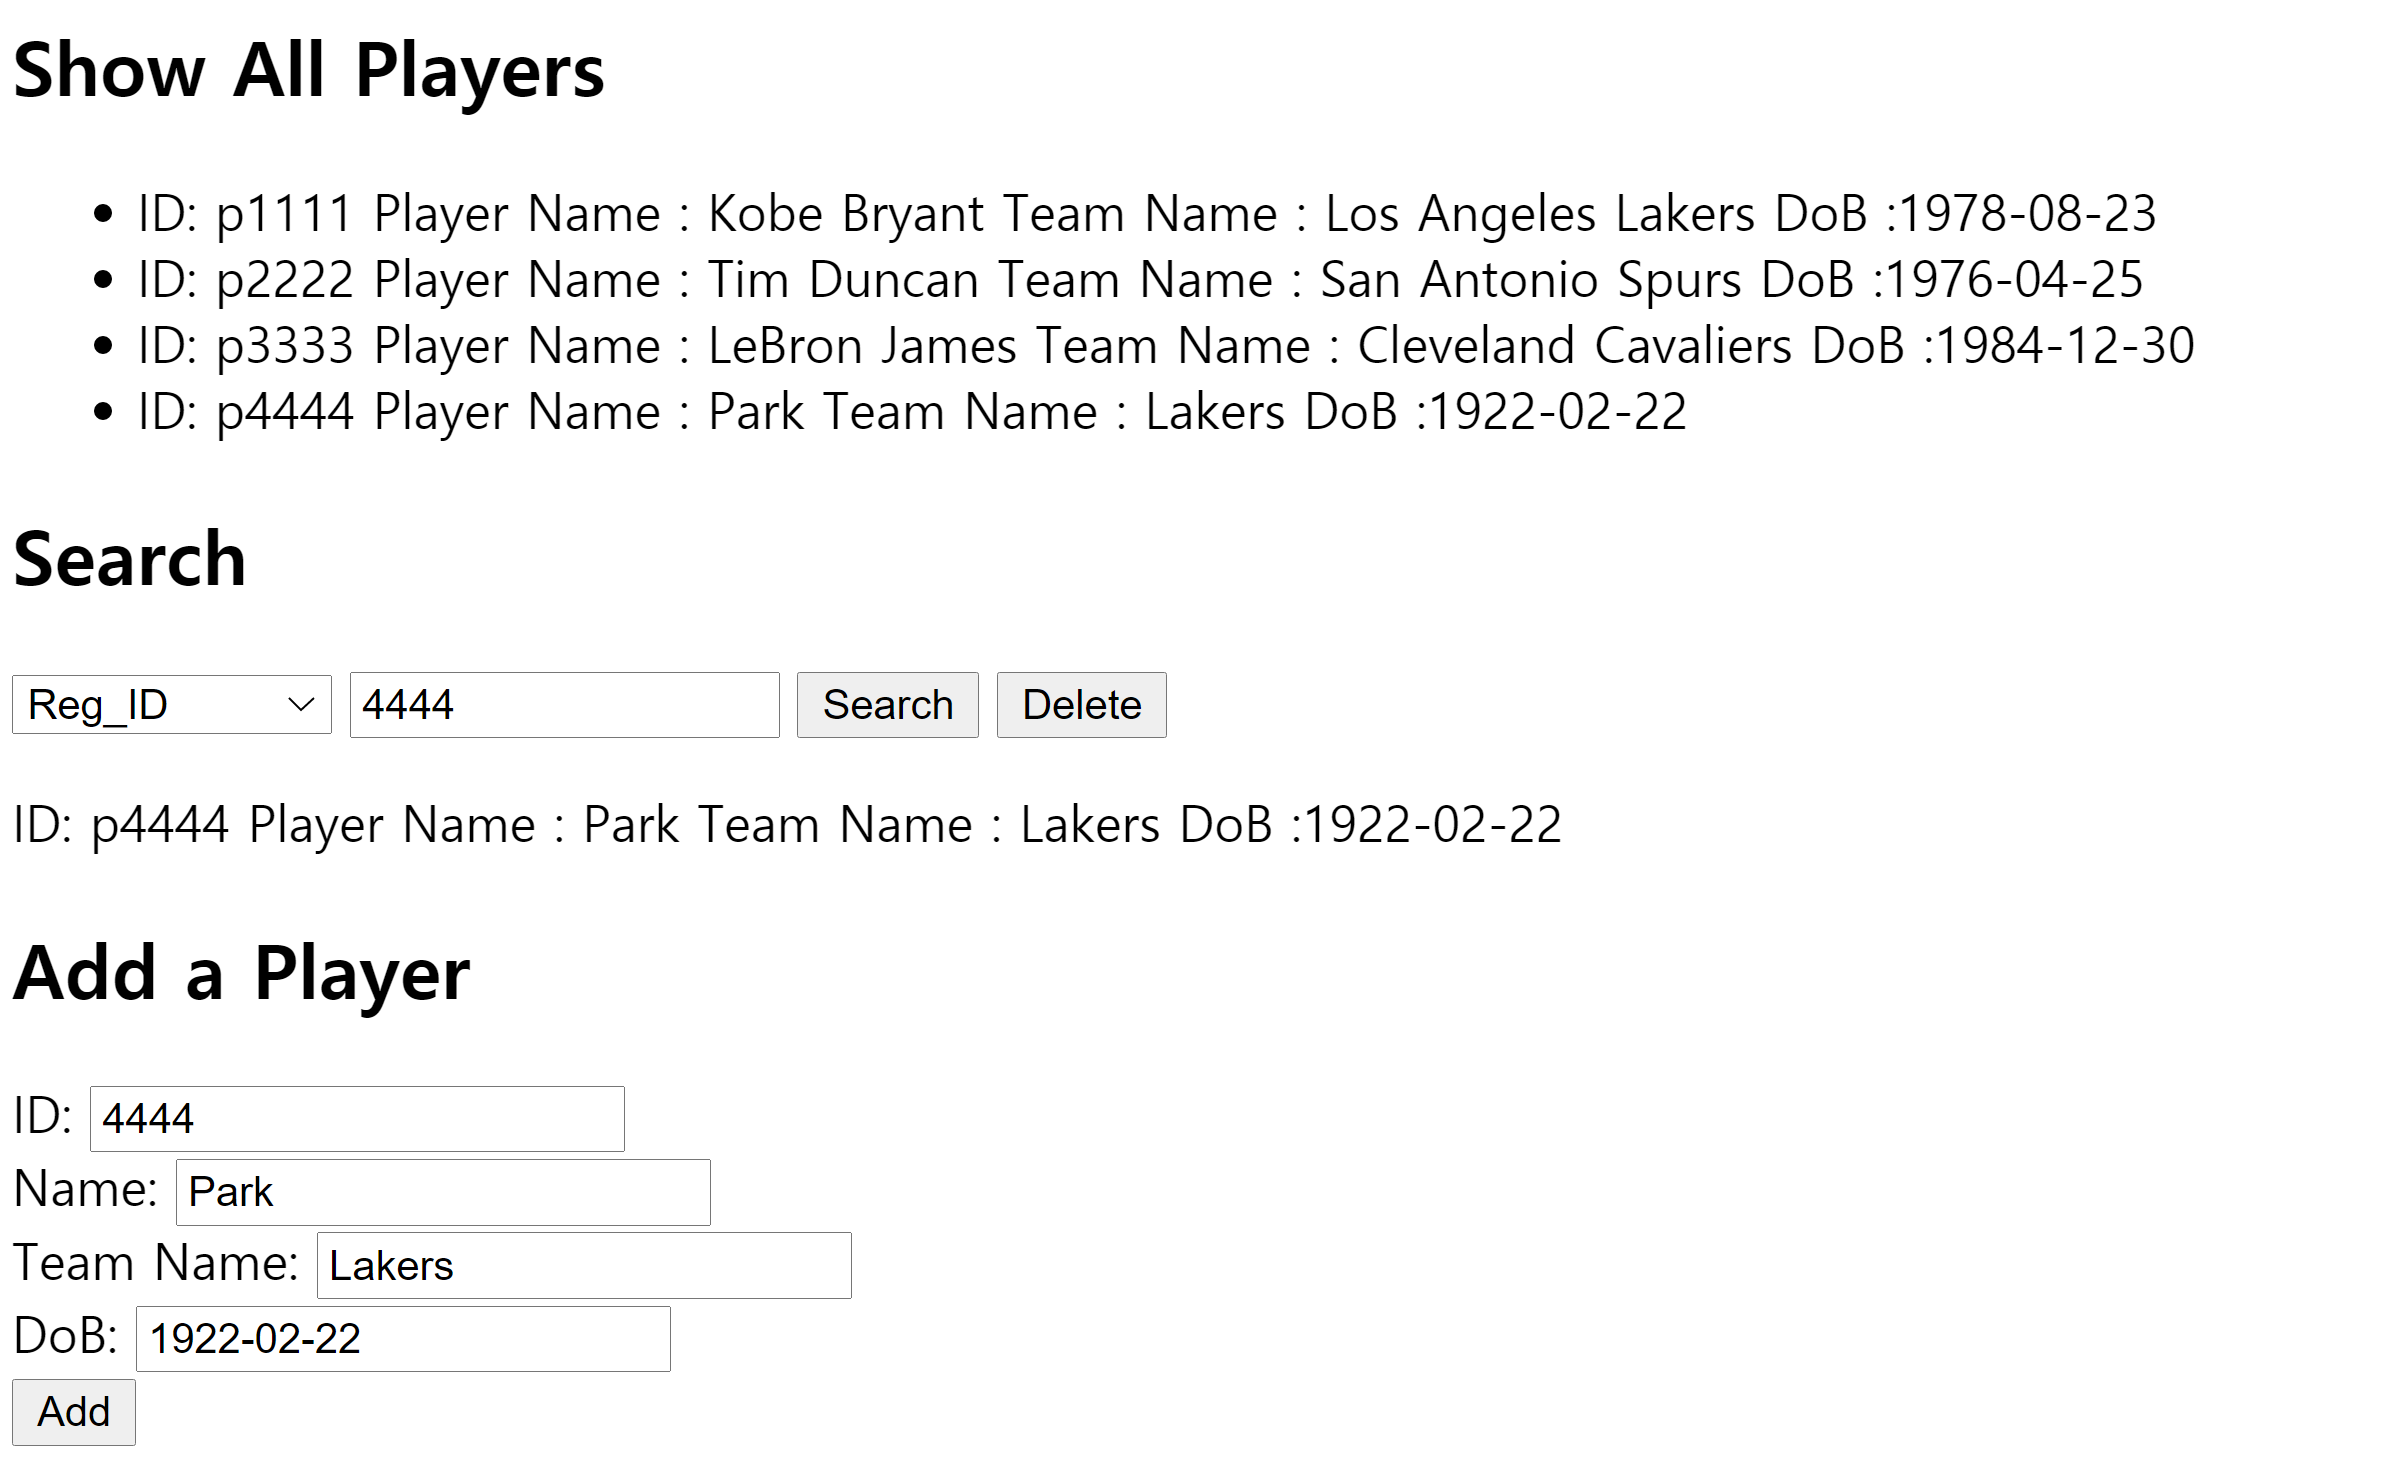 Show All Players
ID: p1111 Player Name : Kobe Bryant Team Name : Los Angeles Lakers DoB :1978-08-23
ID: p2222 Player Name : Tim Duncan Team Name : San Antonio Spurs DoB :1976-04-25
ID: p3333 Player Name : LeBron James Team Name : Cleveland Cavaliers DoB :1984-12-30
ID: p4444 Player Name : Park Team Name : Lakers DoB :1922-02-22
Search
Reg_ID 4444 Search Delete
ID: p4444 Player Name : Park Team Name : Lakers DoB :1922-02-22
Add a Player
ID: 4444
Name: Park
Team Name: Lakers
DoB: 1922-02-22
Add